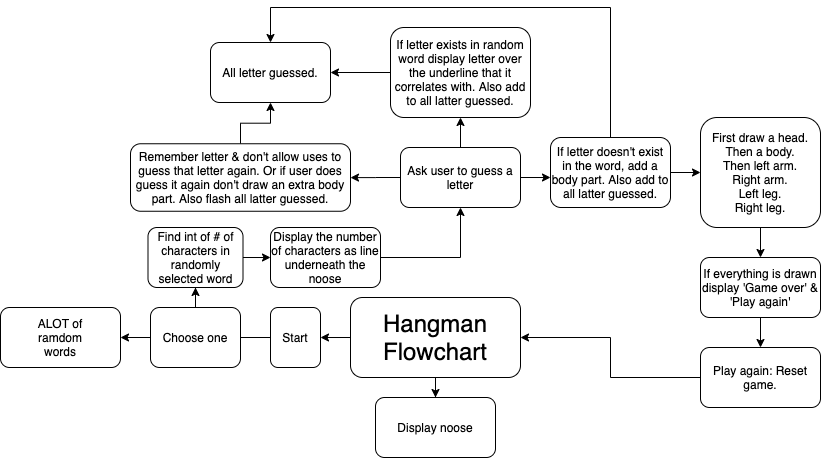 All letter guessed.
If letter exists in random
word display letter over
the underline that it
correlates with. Also add
to all latter guessed.
First draw a head.
Then a body.
Then left arm.
Right arm.
Left leg.
Right leg.
Remember letter & don't allow uses to
guess that letter again. Or if user does
guess it again don't draw an extra body
part. Also flash all latter guessed.
Ask user to guess a
letter
If letter doesn't exist
in the word, add a
body part. Also add to
all latter guessed.
Find int of # of
characters in
randomly
selected word
Display the number
of characters as line
underneath the
noose
If everything is drawn
display 'Game over' &
'Play again'
ALOT of
ramdom
words
Choose one
Start
Hangman
Flowchart
Play again: Reset
game.
Display noose